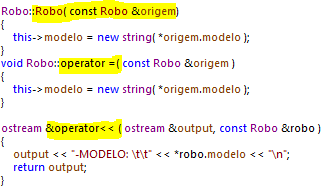 Robo::Robo( const Robo &origem)
{
this->modelo = new string( *origem.modelo );
}
void Robo::operator =( const Robo &origem )
{
this->modelo = new string( *origem.modelo );
}
ostream &operator<< ( ostream &output, const Robo &robo )
{
output << "-MODELO: \t\t" << *robo.modelo << "\n";
return output;
}